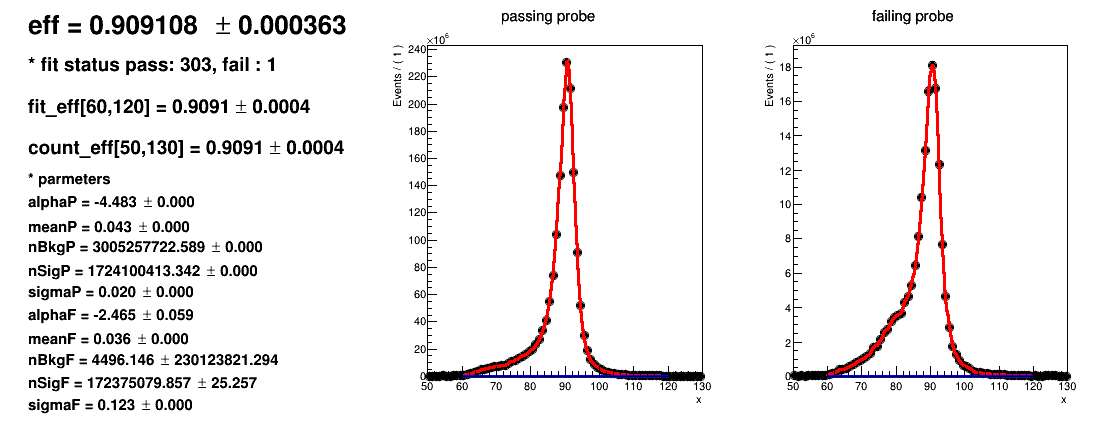 eff = 0.909108 ± 0.000363
* fit status pass: 303, fail : 1
fit_eff[60,120] = 0.9091 ± 0.0004
count_eff[50,130] = 0.9091 ± 0.0004
* parmeters
alphaP = -4.483 ± 0.000
meanP = 0.043 ± 0.000
nBkgP = 3005257722.589 ± 0.000
nSigP = 1724100413.342 ± 0.000
sigmaP = 0.020 ± 0.000
alphaF = -2.465 ± 0.059
meanF = 0.036 ± 0.000
nBkgF = 4496.146 ± 230123821.294
nSigF = 172375079.857 ± 25.257
sigmaF = 0.123 ± 0.000
passing probe
×10⁶
Events / ( 1 )
240
220
200
180
160
140
120
100
80
60
40
20
0
50 60 70 80 90 100 110 120 130
x
failing probe
×10⁶
Events / ( 1 )
18
16
14
12
10
8
6
4
2
0
50 60 70 80 90 100 110 120 130
x